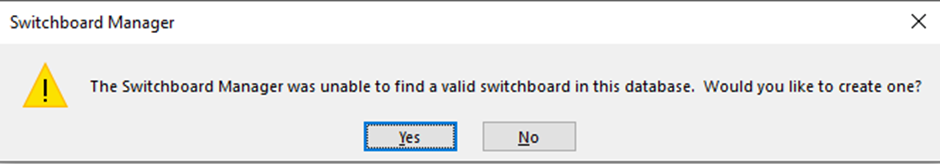 Switchboard Manager
The Switchboard Manager was unable to find a valid switchboard in this database.  Would you like to create one?
Yes
No